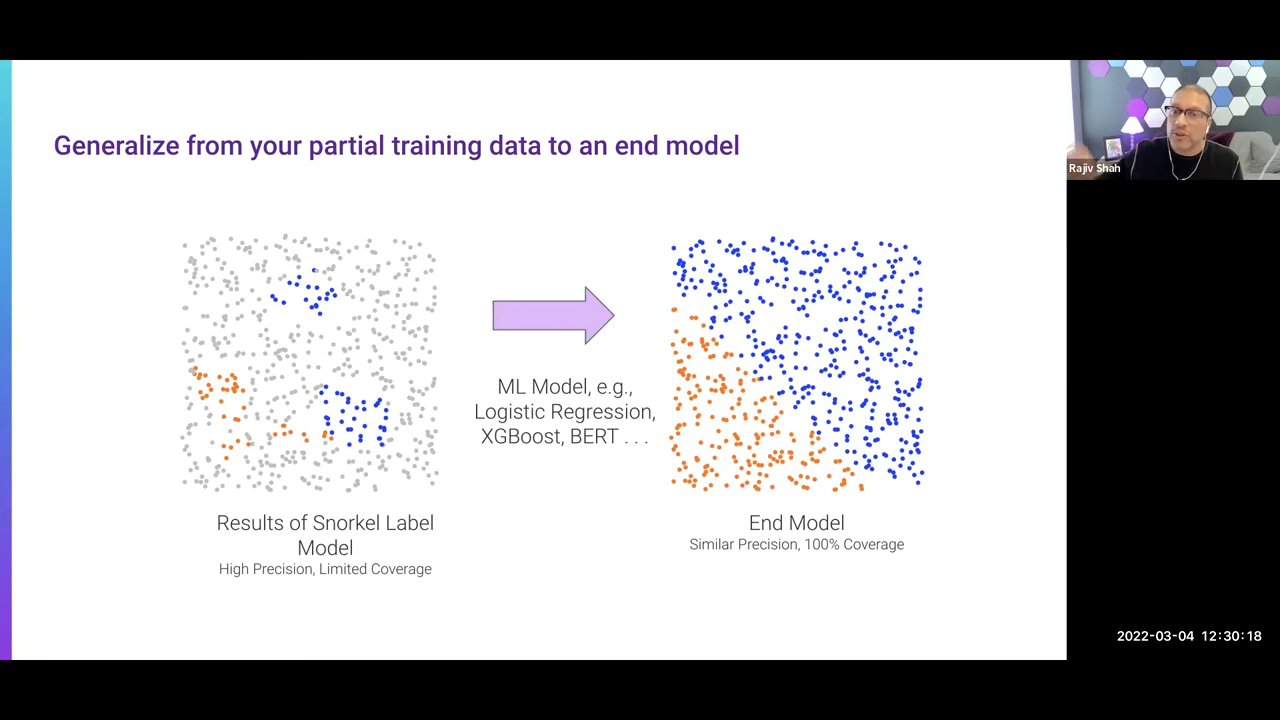 Generalize from your partial training data to an end model
Rajiv Shah
ML Model, e.g.,
Logistic Regression,
XGBoost, BERT . . .
Results of Snorkel Label
Model
High Precision, Limited Coverage
End Model
Similar Precision, 100% Coverage
2022-03-04 12:30:18